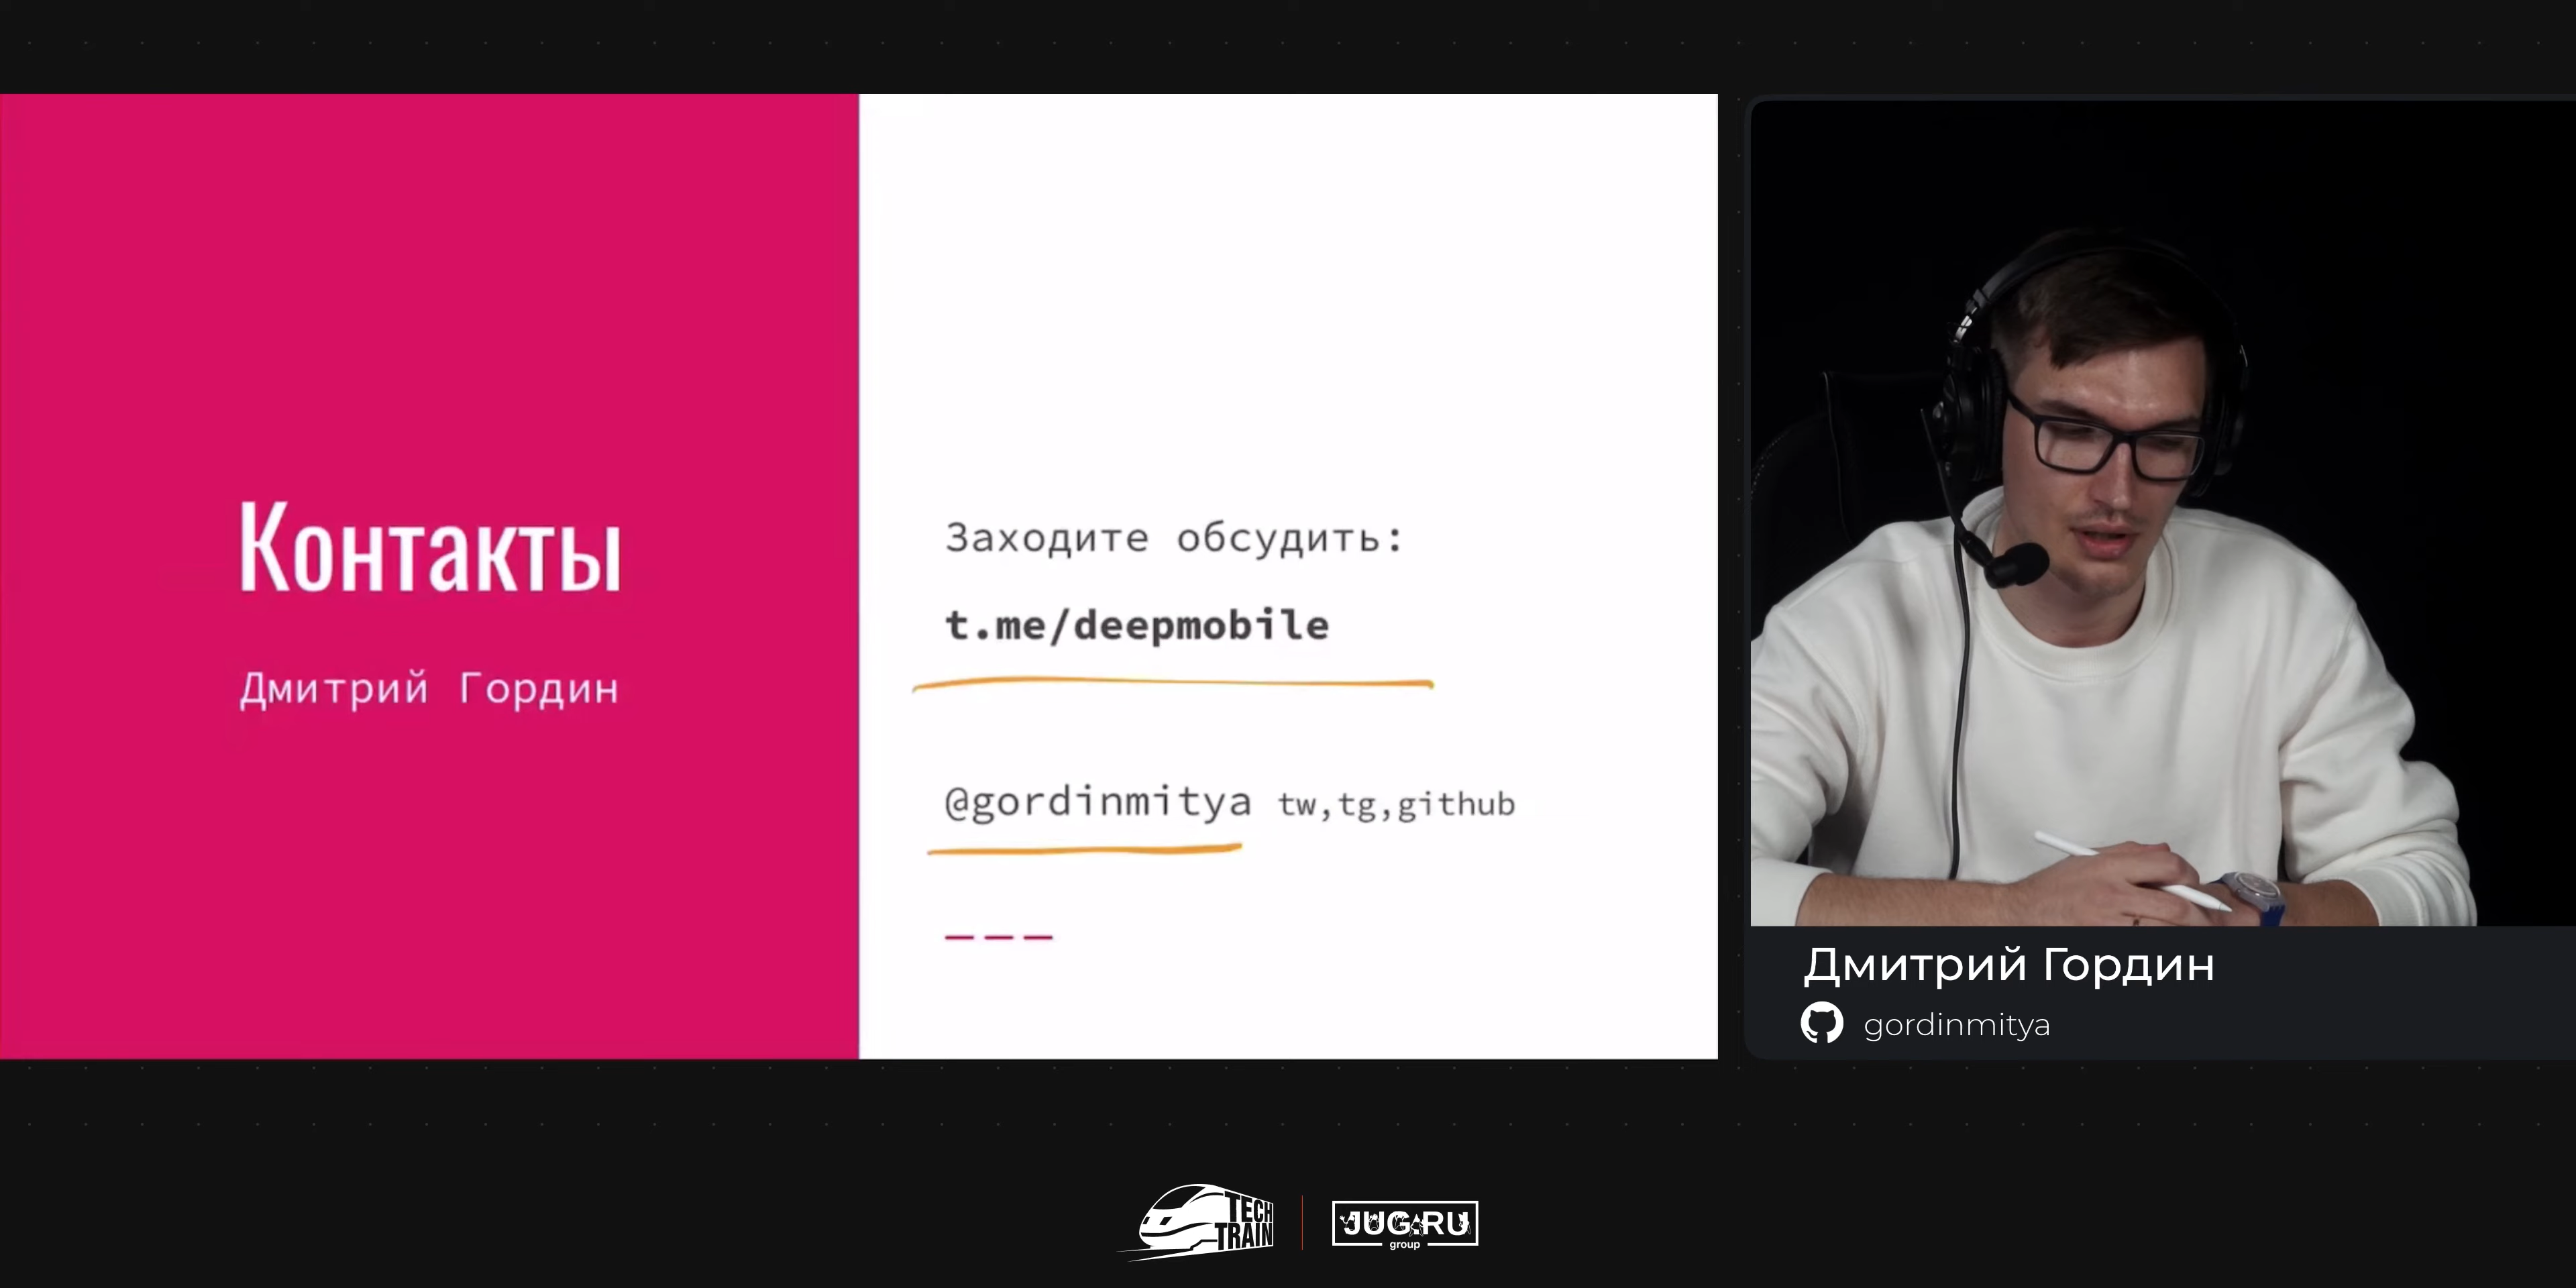 Контакты
Дмитрий Гордин
Заходите обсудить:
t.me/deepmobile
@gordinmitya tw,tg,github
Дмитрий Гордин
gordinmitya
TECH
TRAIN
JUG.RU
group